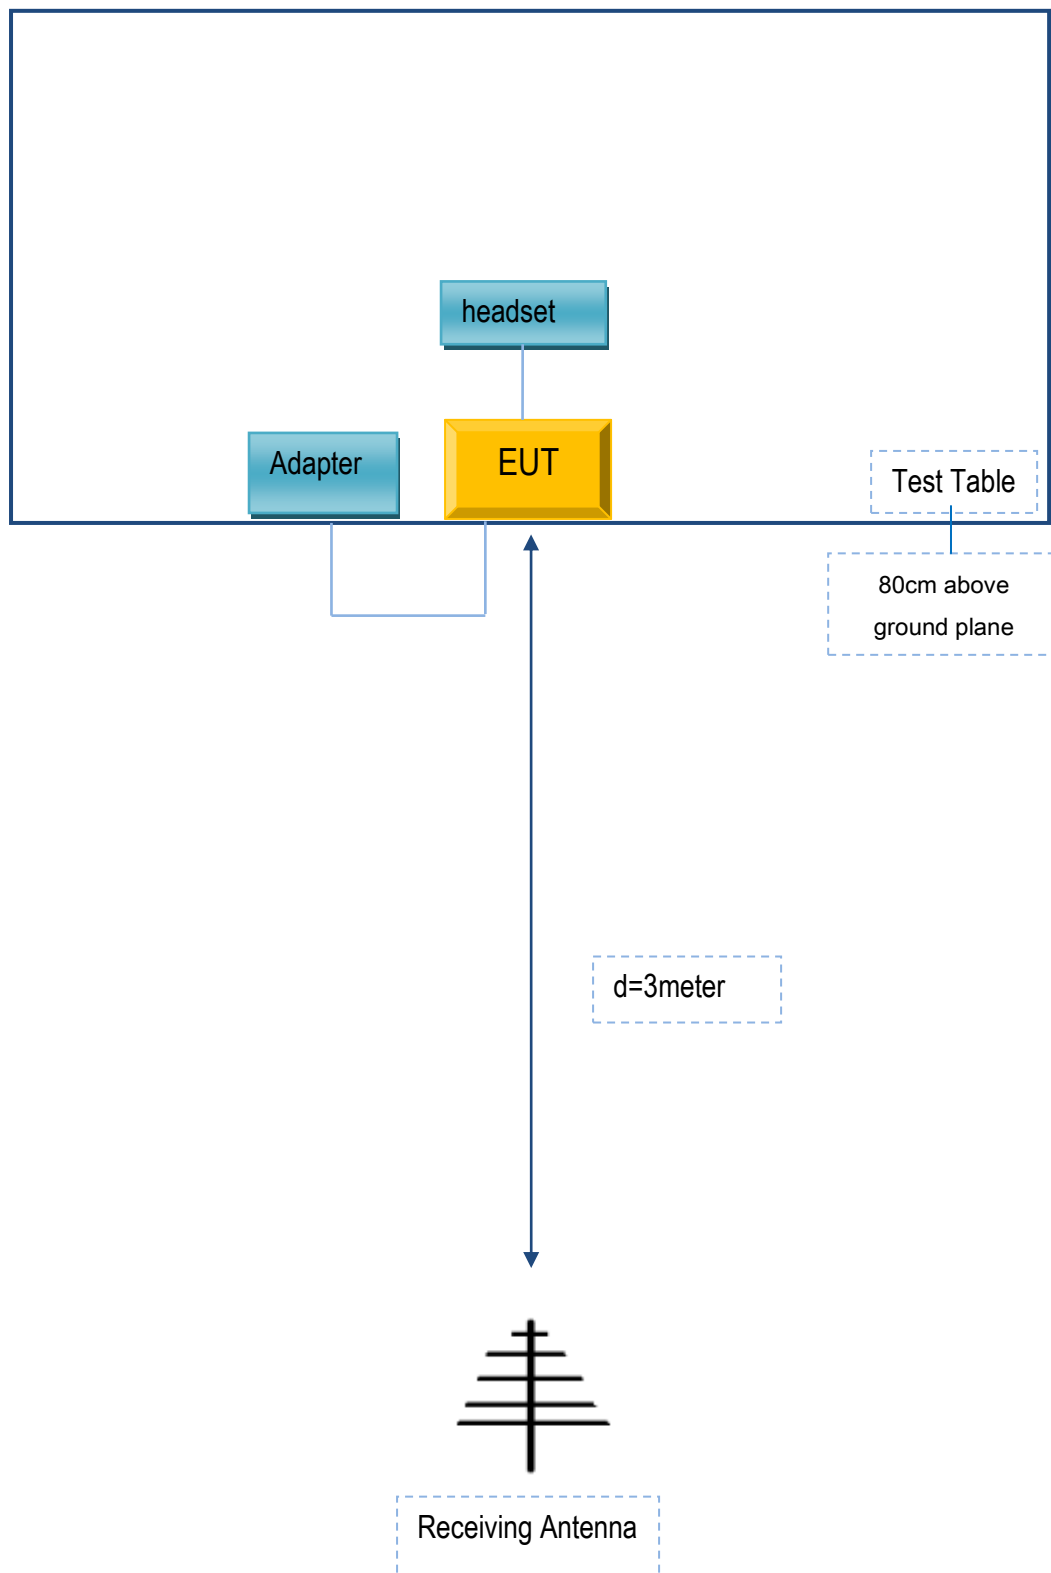 headset
Adapter
EUT
Test Table
80cm above
ground plane
d=3meter
Receiving Antenna